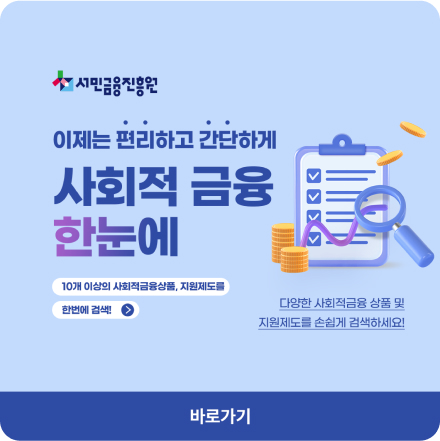 서민금융진흥원
이제는 편리하고 간단하게
사회적 금융
한눈에
10개 이상의 사회적금융상품, 지원제도를
한번에 검색!
다양한 사회적금융 상품 및
지원제도를 손쉽게 검색하세요!
바로가기